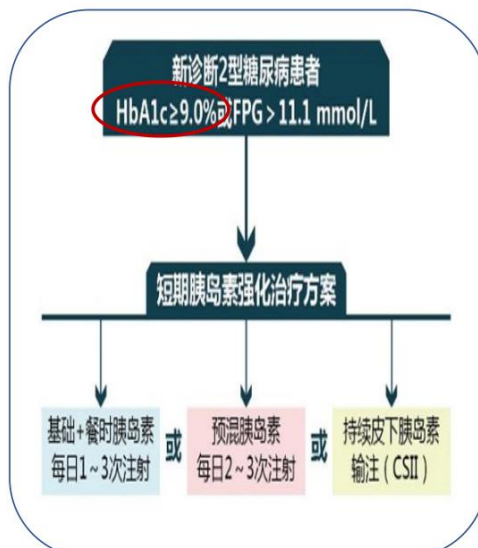 新诊断2型糖尿病患者
HbA1c≥9.0%或FPG＞11.1 mmol/L
短期胰岛素强化治疗方案
基础+餐时胰岛素
每日1～3次注射
或
预混胰岛素
每日2～3次注射
或
持续皮下胰岛素
输注（CSII）